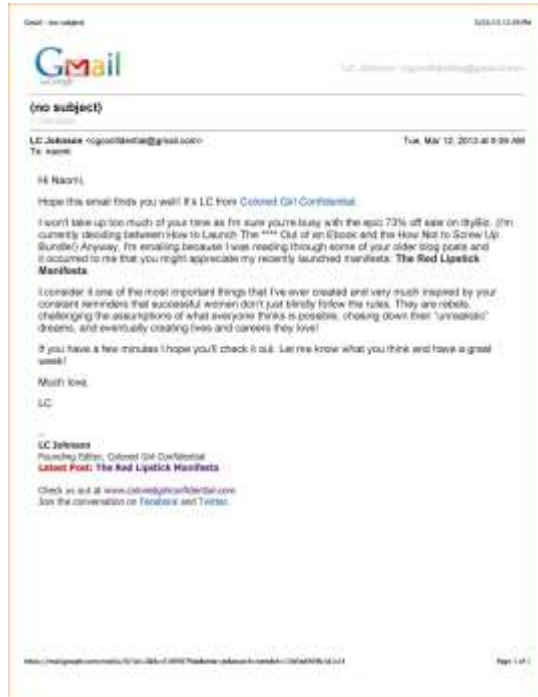 Gmail - (no subject)
Gmail
(no subject)
LC Johnson
Tue, Mar 12, 2013 at 9:09 AM
To: naomi
Hi Naomi,
Hope this email finds you well! It's LC from Colored Girl Confidential.
I won't take up too much of your time as I'm sure you're busy with the epic 73% off sale on IttyBiz. (I'm
currently deciding between How to Launch The **** Out of an Ebook and the How Not to Screw Up
Bundle!) Anyway, I'm emailing because I was reading through some of your older blog posts and
it occurred to me that you might appreciate my recently launched manifesta: The Red Lipstick
Manifesta.
I consider it one of the most important things that I've ever created and very much inspired by your
constant reminders that successful women don't just blindly follow the rules. They are rebels,
challenging the assumptions of what everyone thinks is possible, chasing down their "unrealistic"
dreams, and eventually creating lives and careers they love!
If you have a few minutes I hope you'll check it out. Let me know what you think and have a great
week!
Much love,
LC
--
LC Johnson
Founding Editor, Colored Girl Confidential
Latest Post: The Red Lipstick Manifesta
Check us out at www.coloredgirlconfidential.com
Join the conversation on Facebook and Twitter.
Page 1 of 1